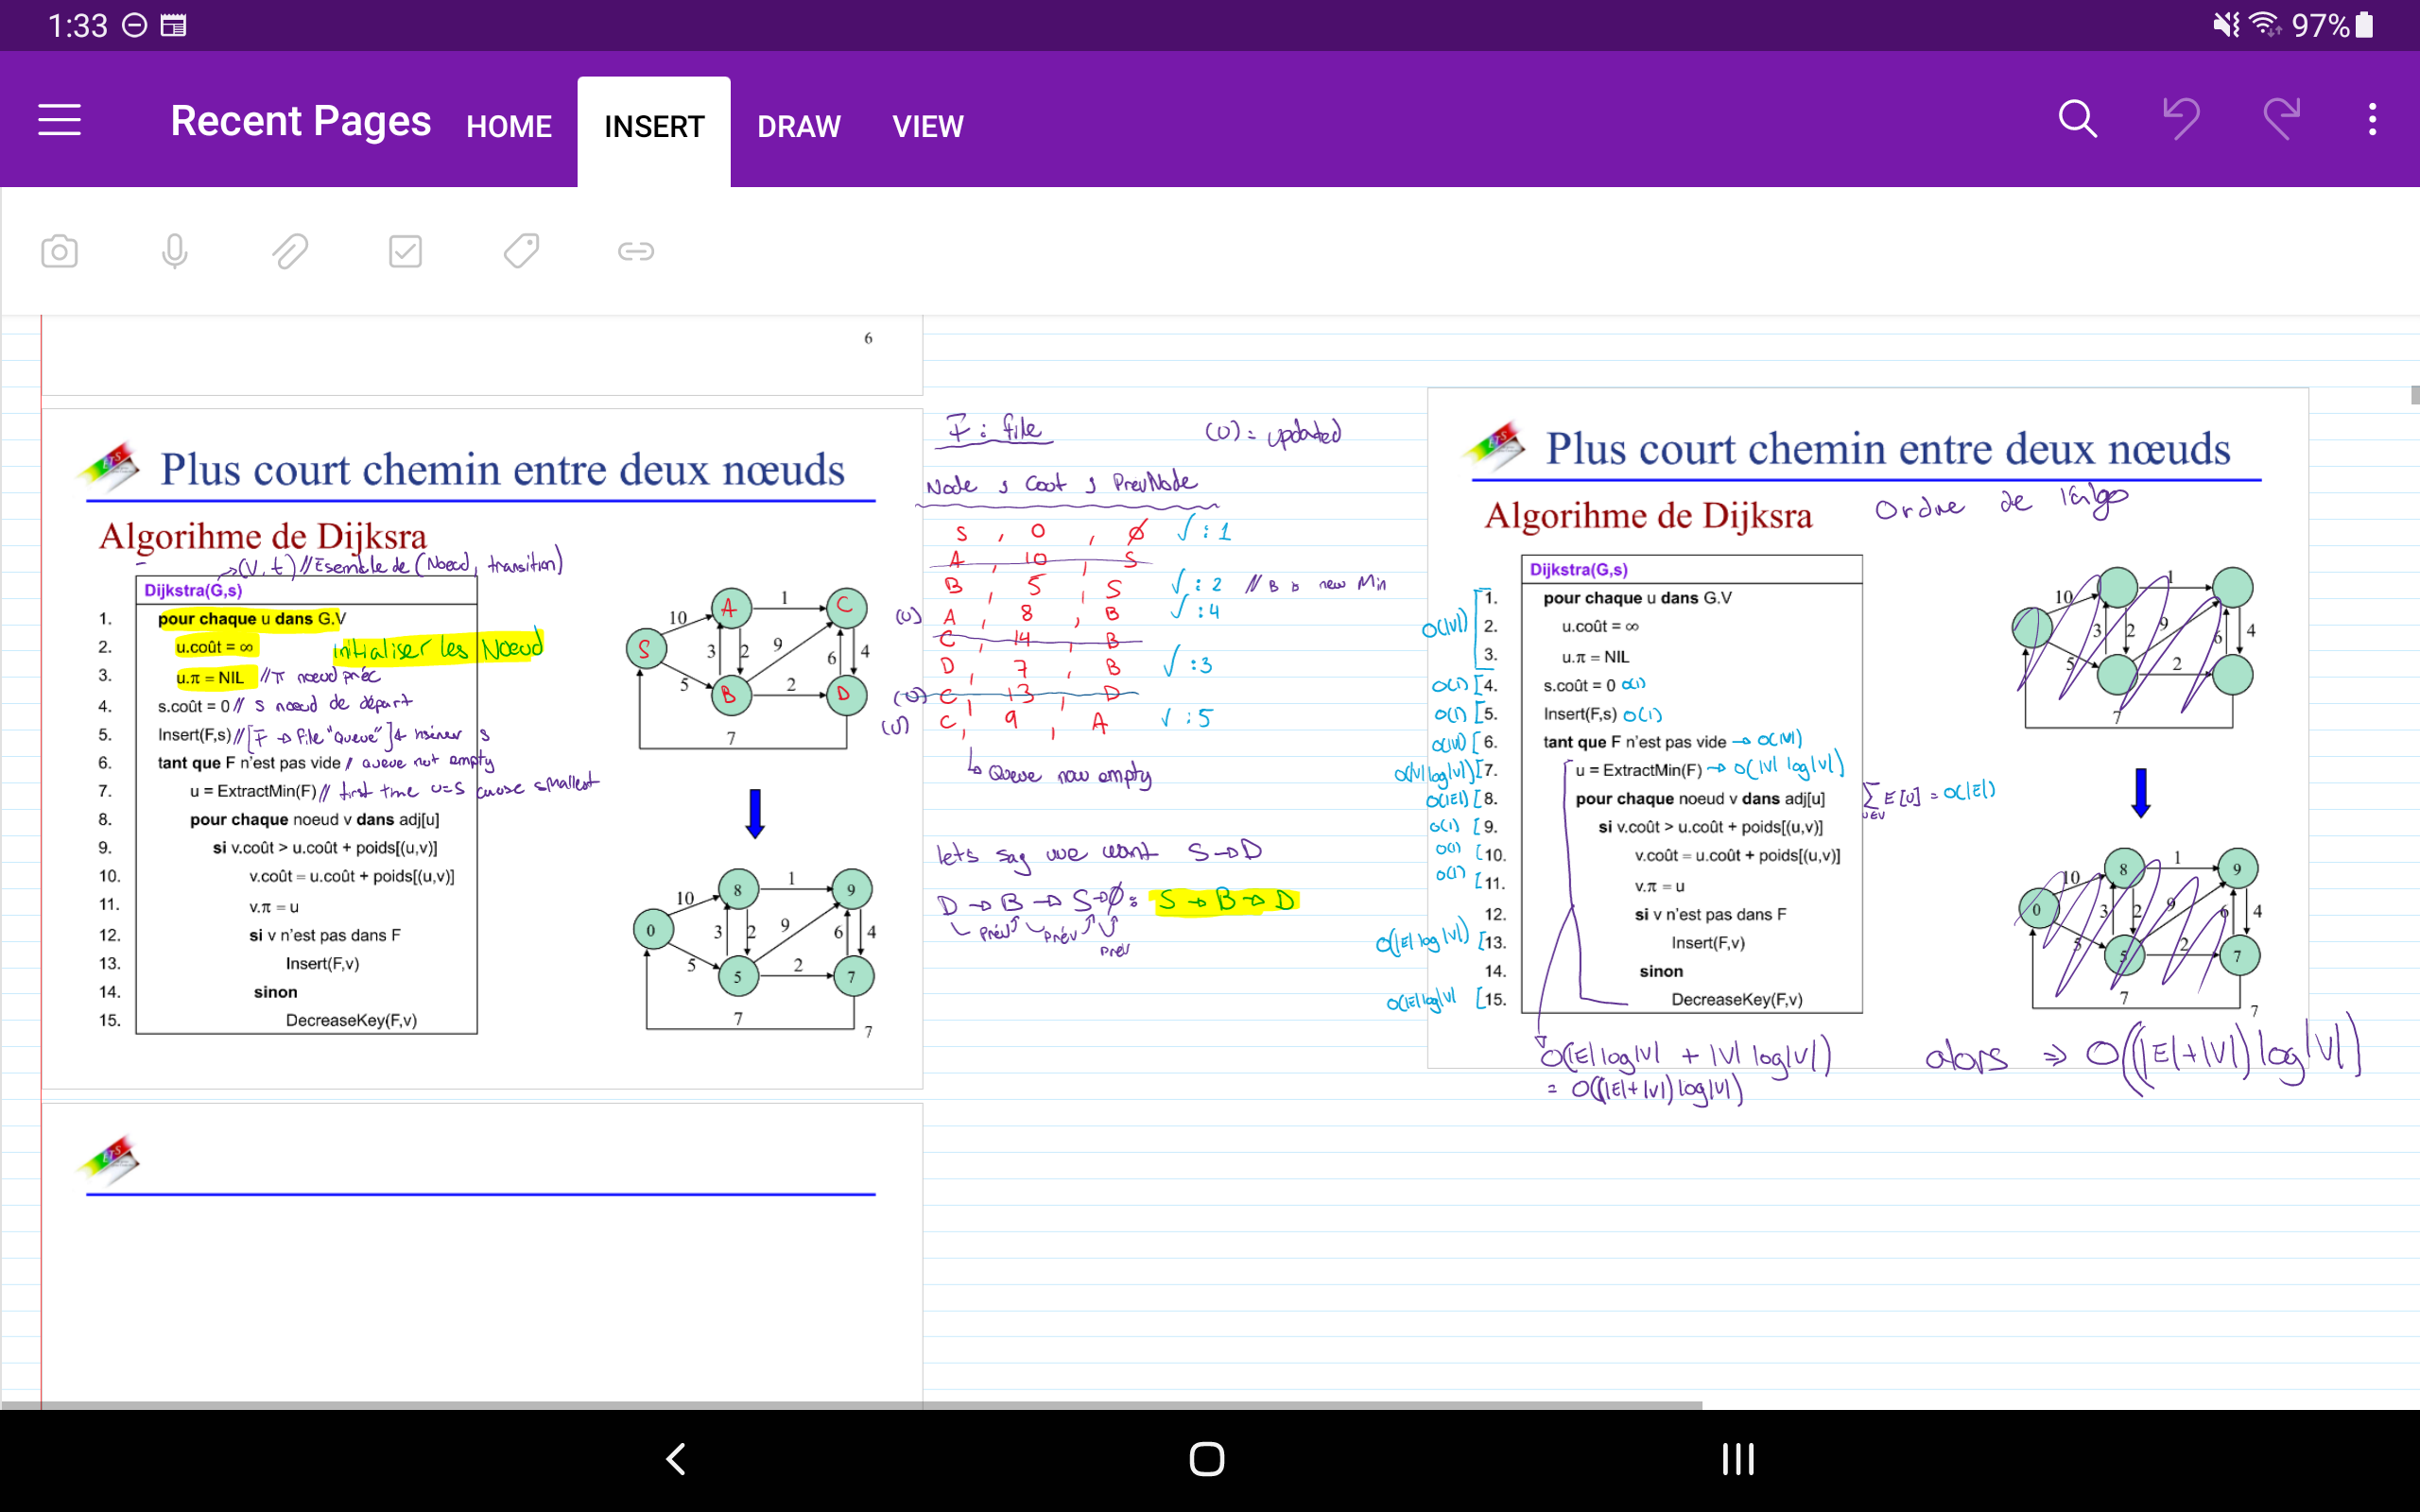 1:33 97%
Recent Pages HOME INSERT DRAW VIEW
6
Plus court chemin entre deux nœuds
Algorihme de Dijksra
→(V, t) //Esemble de (Noeud, transition)
Dijkstra(G,s)
1. pour chaque u dans G.V
2. u.coût = ∞ initialiser les Noeud
3. u.π = NIL //π noeud préc
4. s.coût = 0 // S noeud de départ
5. Insert(F,s) //[F → file "Queue"] insérer s
6. tant que F n'est pas vide // queue not empty
7. u = ExtractMin(F) // first time u=S cause smallest
8. pour chaque noeud v dans adj[u]
9. si v.coût > u.coût + poids[(u,v)]
10. v.coût = u.coût + poids[(u,v)]
11. v.π = u
12. si v n'est pas dans F
13. Insert(F,v)
14. sinon
15. DecreaseKey(F,v)
S A B C D
10 1 3 2 9 6 4 5 2 7
0 8 9 5 7
10 1 3 2 9 6 4 5 2 7
7
F : file (U) = updated
Node , Cout , PrevNode
S , 0 , ∅ √ : 1
A , 10 , S
B , 5 , S √ : 2 // B is new Min
(U) A , 8 , B √ : 4
C , 14 , B
D , 7 , B √ : 3
(U) C , 13 , D
(U) C , 9 , A √ : 5
↳ Queue now empty
lets say we want S→D
D → B → S → ∅ : S → B → D
Prév Prév Prév
Plus court chemin entre deux nœuds
Algorihme de Dijksra Ordre de l'algo
Dijkstra(G,s)
O(|V|) [1. pour chaque u dans G.V
2. u.coût = ∞
3. u.π = NIL
O(1) [4. s.coût = 0 O(1)
O(1) [5. Insert(F,s) O(1)
O(|V|) [6. tant que F n'est pas vide → O(|V|)
O(|V|log|V|) [7. u = ExtractMin(F) → O(|V| log|V|)
O(|E|) [8. pour chaque noeud v dans adj[u] ∑ E[U] = O(|E|)
U∈V
O(1) [9. si v.coût > u.coût + poids[(u,v)]
O(1) [10. v.coût = u.coût + poids[(u,v)]
O(1) [11. v.π = u
12. si v n'est pas dans F
O(|E| log|V|) [13. Insert(F,v)
14. sinon
O(|E|log|V| [15. DecreaseKey(F,v)
10 1 3 2 9 6 4 5 2 7
0 8 9 5 7
10 1 3 2 9 6 4 5 2 7
7
O(|E| log|V| + |V| log|V|)
= O((|E|+|V|) log|V|)
alors ⇒ O((|E|+|V|) log|V|)